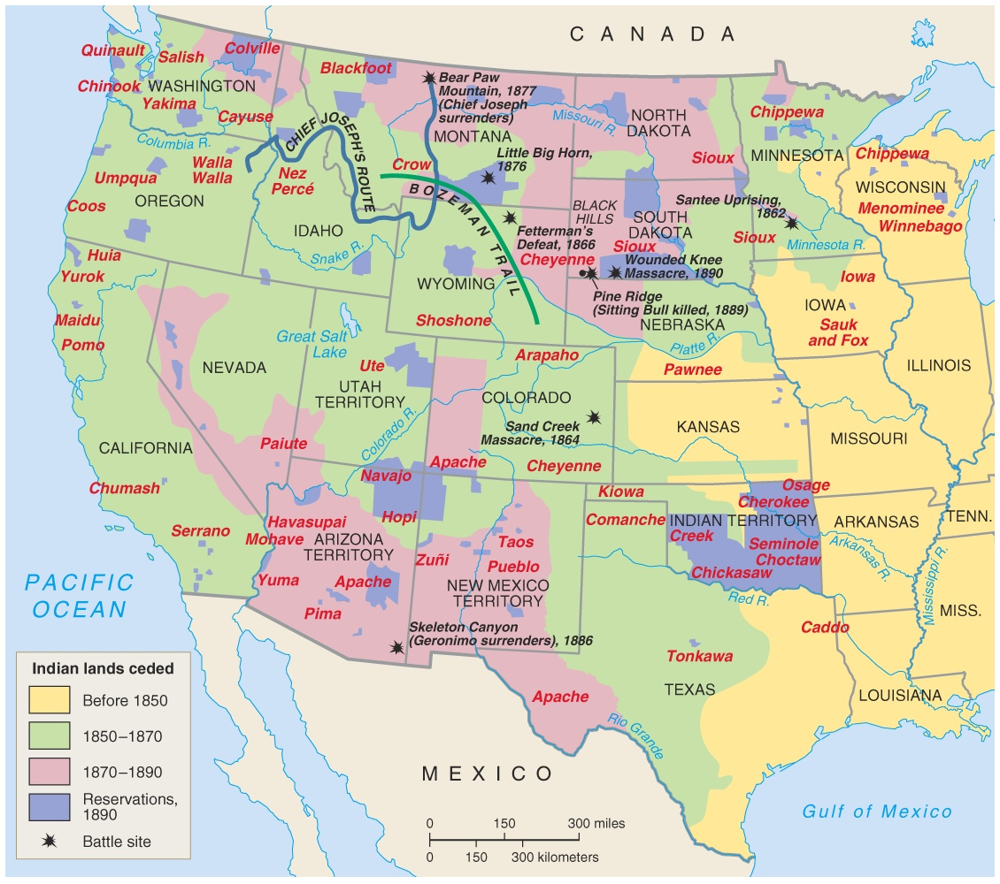 CANADA
Quinault
Salish
Colville
Blackfoot
Chinook
WASHINGTON
Yakima
Cayuse
Columbia R.
CHIEF JOSEPH'S ROUTE
Bear Paw
Mountain, 1877
(Chief Joseph
surrenders)
MONTANA
Missouri R.
NORTH
DAKOTA
Chippewa
MINNESOTA
Chippewa
Little Big Horn,
1876
Crow
Sioux
Walla
Walla
Nez
Percé
Umpqua
OREGON
Coos
BOZEMAN TRAIL
WISCONSIN
Menominee
Winnebago
Santee Uprising,
1862
BLACK
HILLS
SOUTH
DAKOTA
Sioux
Sioux
Minnesota R.
IDAHO
Snake R.
Fetterman's
Defeat, 1866
Cheyenne
Wounded Knee
Massacre, 1890
Huia
Yurok
WYOMING
Pine Ridge
(Sitting Bull killed, 1889)
NEBRASKA
Iowa
IOWA
Sauk
and Fox
Maidu
Pomo
Shoshone
Great Salt
Lake
Platte R.
Arapaho
Pawnee
NEVADA
Ute
UTAH
TERRITORY
COLORADO
ILLINOIS
Colorado R.
Sand Creek
Massacre, 1864
KANSAS
MISSOURI
CALIFORNIA
Paiute
Apache
Cheyenne
Chumash
Navajo
Kiowa
Osage
Cherokee
Hopi
Comanche
INDIAN TERRITORY
ARKANSAS
TENN.
Serrano
Havasupai
Mohave
ARIZONA
TERRITORY
Taos
Creek
Seminole
Choctaw
Arkansas R.
Zuñi
Pueblo
Chickasaw
Mississippi R.
PACIFIC
OCEAN
Yuma
Apache
NEW MEXICO
TERRITORY
Red R.
MISS.
Pima
Skeleton Canyon
(Geronimo surrenders), 1886
Caddo
Tonkawa
TEXAS
LOUISIANA
Apache
Rio Grande
MEXICO
Gulf of Mexico
Indian lands ceded
Before 1850
1850–1870
1870–1890
Reservations,
1890
Battle site
0 150 300 miles
0 150 300 kilometers